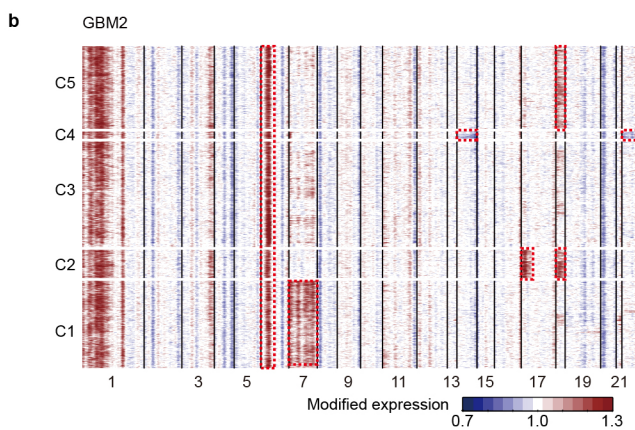 b
GBM2
C5
C4
C3
C2
C1
1 3 5 7 9 11 13 15 17 19 21
Modified expression
0.7 1.0 1.3